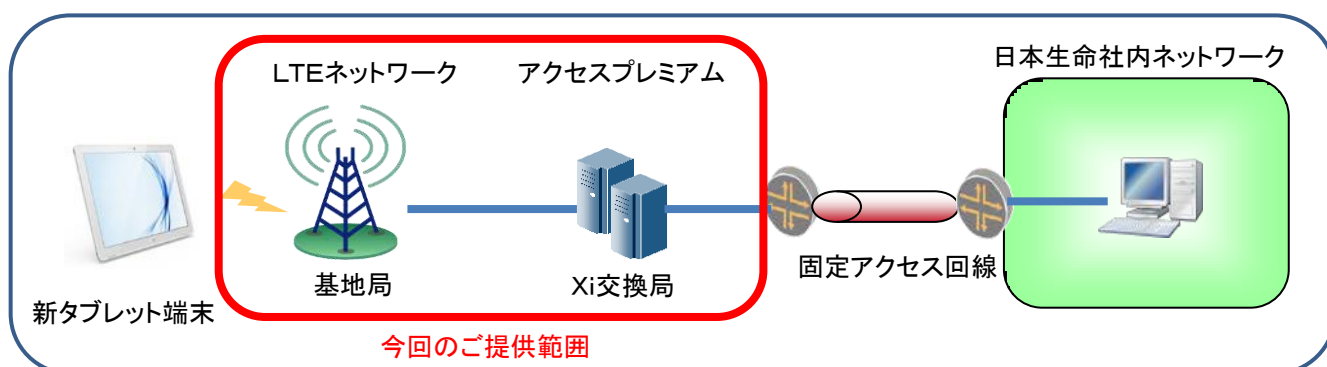 LTEネットワーク
アクセスプレミアム
日本生命社内ネットワーク
基地局
Xi交換局
固定アクセス回線
新タブレット端末
今回のご提供範囲